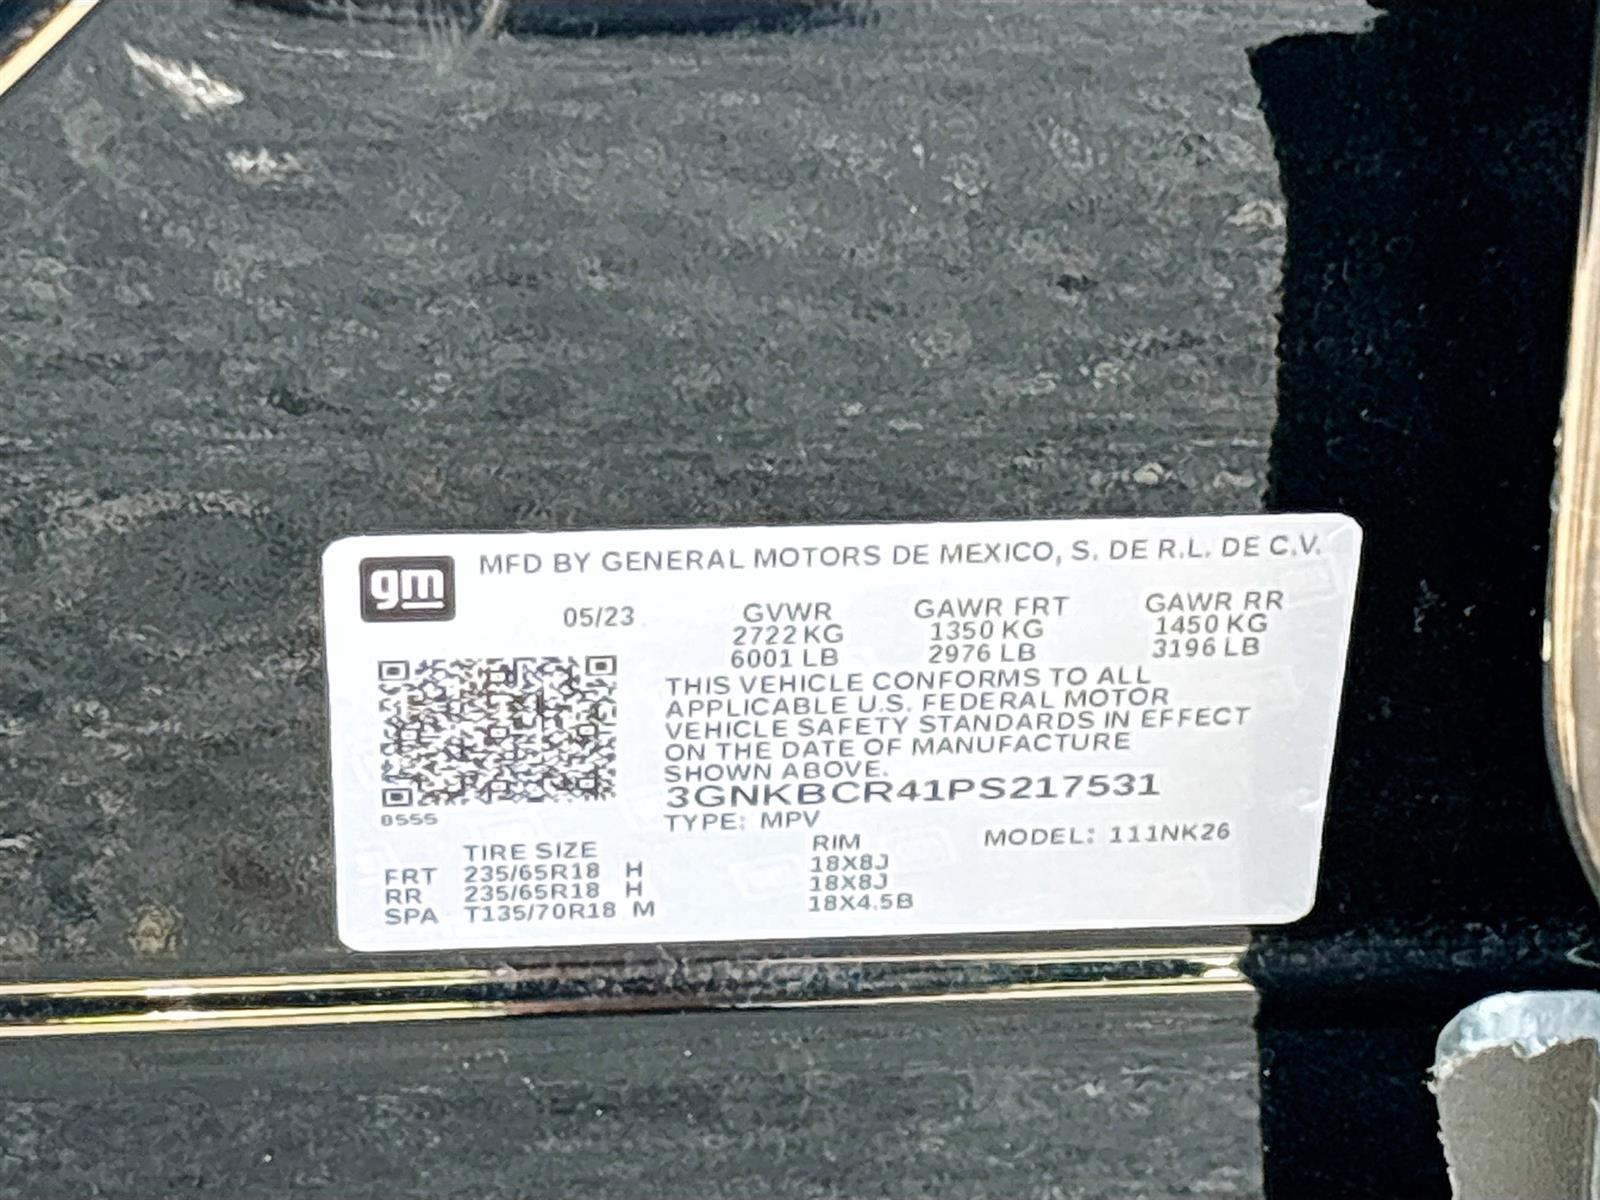 gm
MFD BY GENERAL MOTORS DE MEXICO, S. DE R.L. DE C.V.
05/23 GVWR GAWR FRT GAWR RR
2722 KG 1350 KG 1450 KG
6001 LB 2976 LB 3196 LB
THIS VEHICLE CONFORMS TO ALL
APPLICABLE U.S. FEDERAL MOTOR
VEHICLE SAFETY STANDARDS IN EFFECT
ON THE DATE OF MANUFACTURE
SHOWN ABOVE.
3GNKBCR41PS217531
0555
TYPE: MPV MODEL: 111NK26
TIRE SIZE RIM
FRT 235/65R18 H 18X8J
RR 235/65R18 H 18X8J
SPA T135/70R18 M 18X4.5B